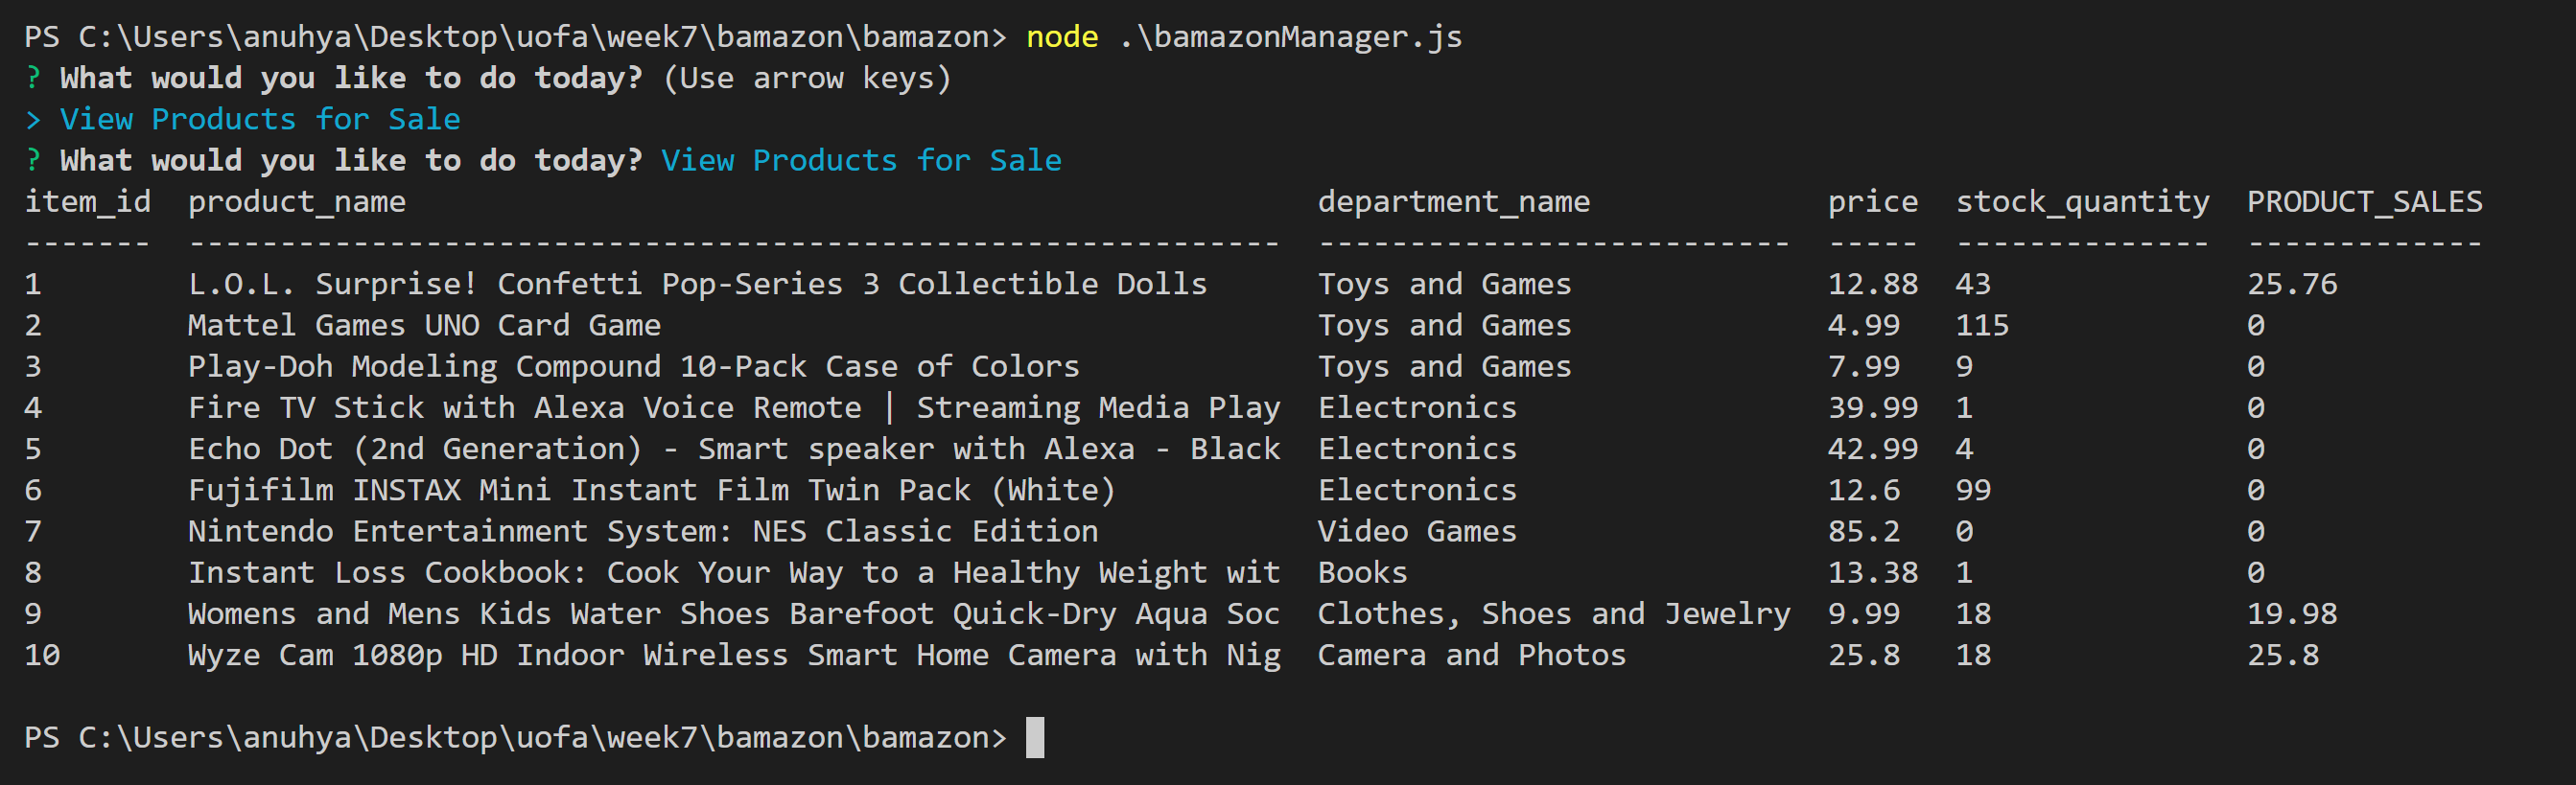 PS C:\Users\anuhya\Desktop\uofa\week7\bamazon\bamazon> node .\bamazonManager.js
? What would you like to do today? (Use arrow keys)
> View Products for Sale
? What would you like to do today? View Products for Sale
item_id  product_name                                                  department_name             price  stock_quantity  PRODUCT_SALES
-------  ------------------------------------------------------------  --------------------------  -----  --------------  -------------
1        L.O.L. Surprise! Confetti Pop-Series 3 Collectible Dolls      Toys and Games              12.88  43              25.76
2        Mattel Games UNO Card Game                                    Toys and Games              4.99   115             0
3        Play-Doh Modeling Compound 10-Pack Case of Colors             Toys and Games              7.99   9               0
4        Fire TV Stick with Alexa Voice Remote | Streaming Media Play  Electronics                 39.99  1               0
5        Echo Dot (2nd Generation) - Smart speaker with Alexa - Black  Electronics                 42.99  4               0
6        Fujifilm INSTAX Mini Instant Film Twin Pack (White)           Electronics                 12.6   99              0
7        Nintendo Entertainment System: NES Classic Edition            Video Games                 85.2   0               0
8        Instant Loss Cookbook: Cook Your Way to a Healthy Weight wit  Books                       13.38  1               0
9        Womens and Mens Kids Water Shoes Barefoot Quick-Dry Aqua Soc  Clothes, Shoes and Jewelry  9.99   18              19.98
10       Wyze Cam 1080p HD Indoor Wireless Smart Home Camera with Nig  Camera and Photos           25.8   18              25.8
PS C:\Users\anuhya\Desktop\uofa\week7\bamazon\bamazon>